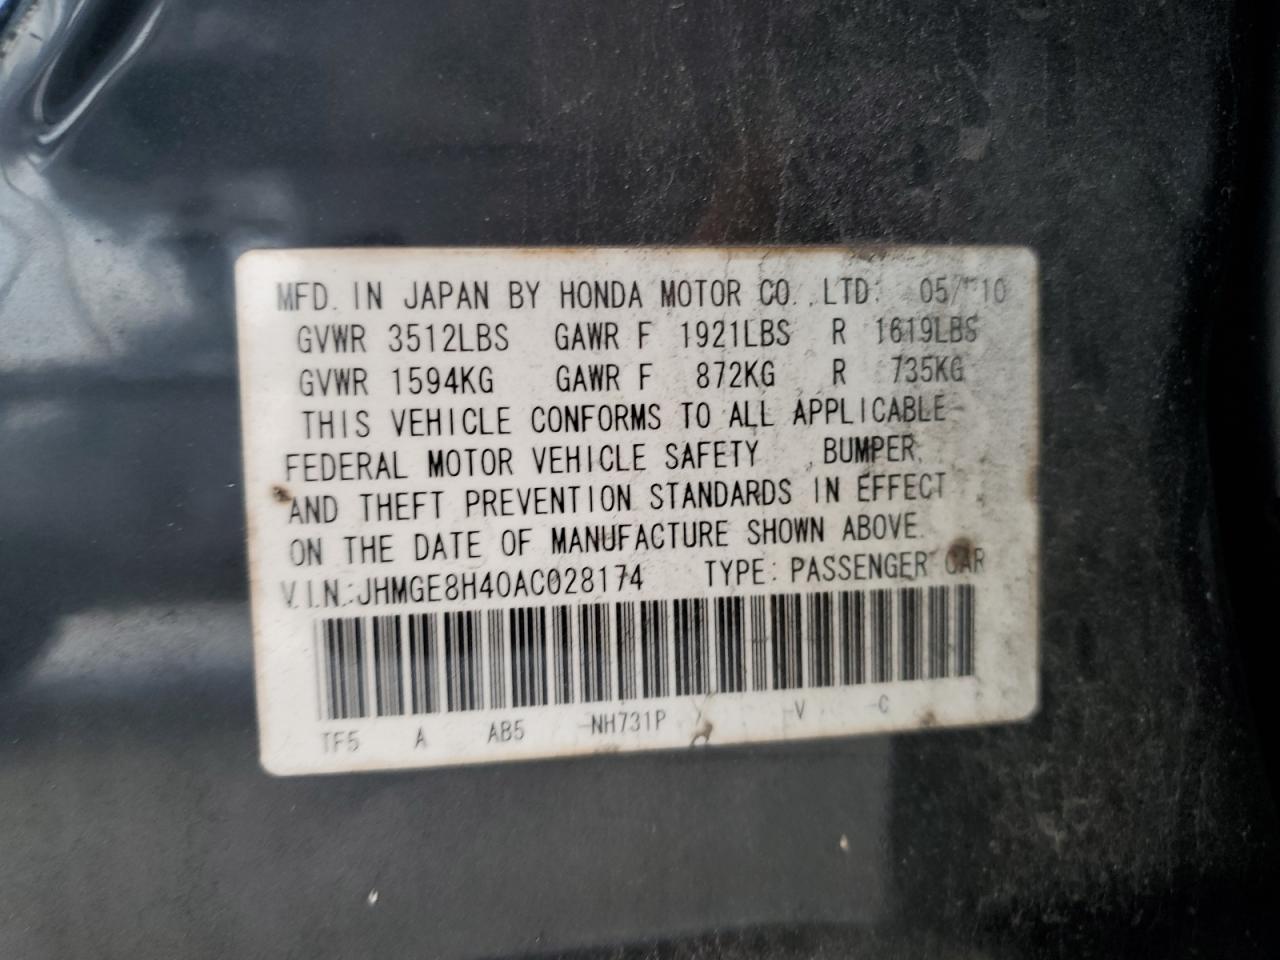 MFD. IN JAPAN BY HONDA MOTOR CO., LTD. 05/10
GVWR 3512LBS GAWR F 1921LBS R 1619LBS
GVWR 1594KG GAWR F 872KG R 735KG
THIS VEHICLE CONFORMS TO ALL APPLICABLE
FEDERAL MOTOR VEHICLE SAFETY , BUMPER,
AND THEFT PREVENTION STANDARDS IN EFFECT
ON THE DATE OF MANUFACTURE SHOWN ABOVE.
V.I.N.:JHMGE8H40AC028174 TYPE: PASSENGER CAR
TF5 A AB5 -NH731P -V -C